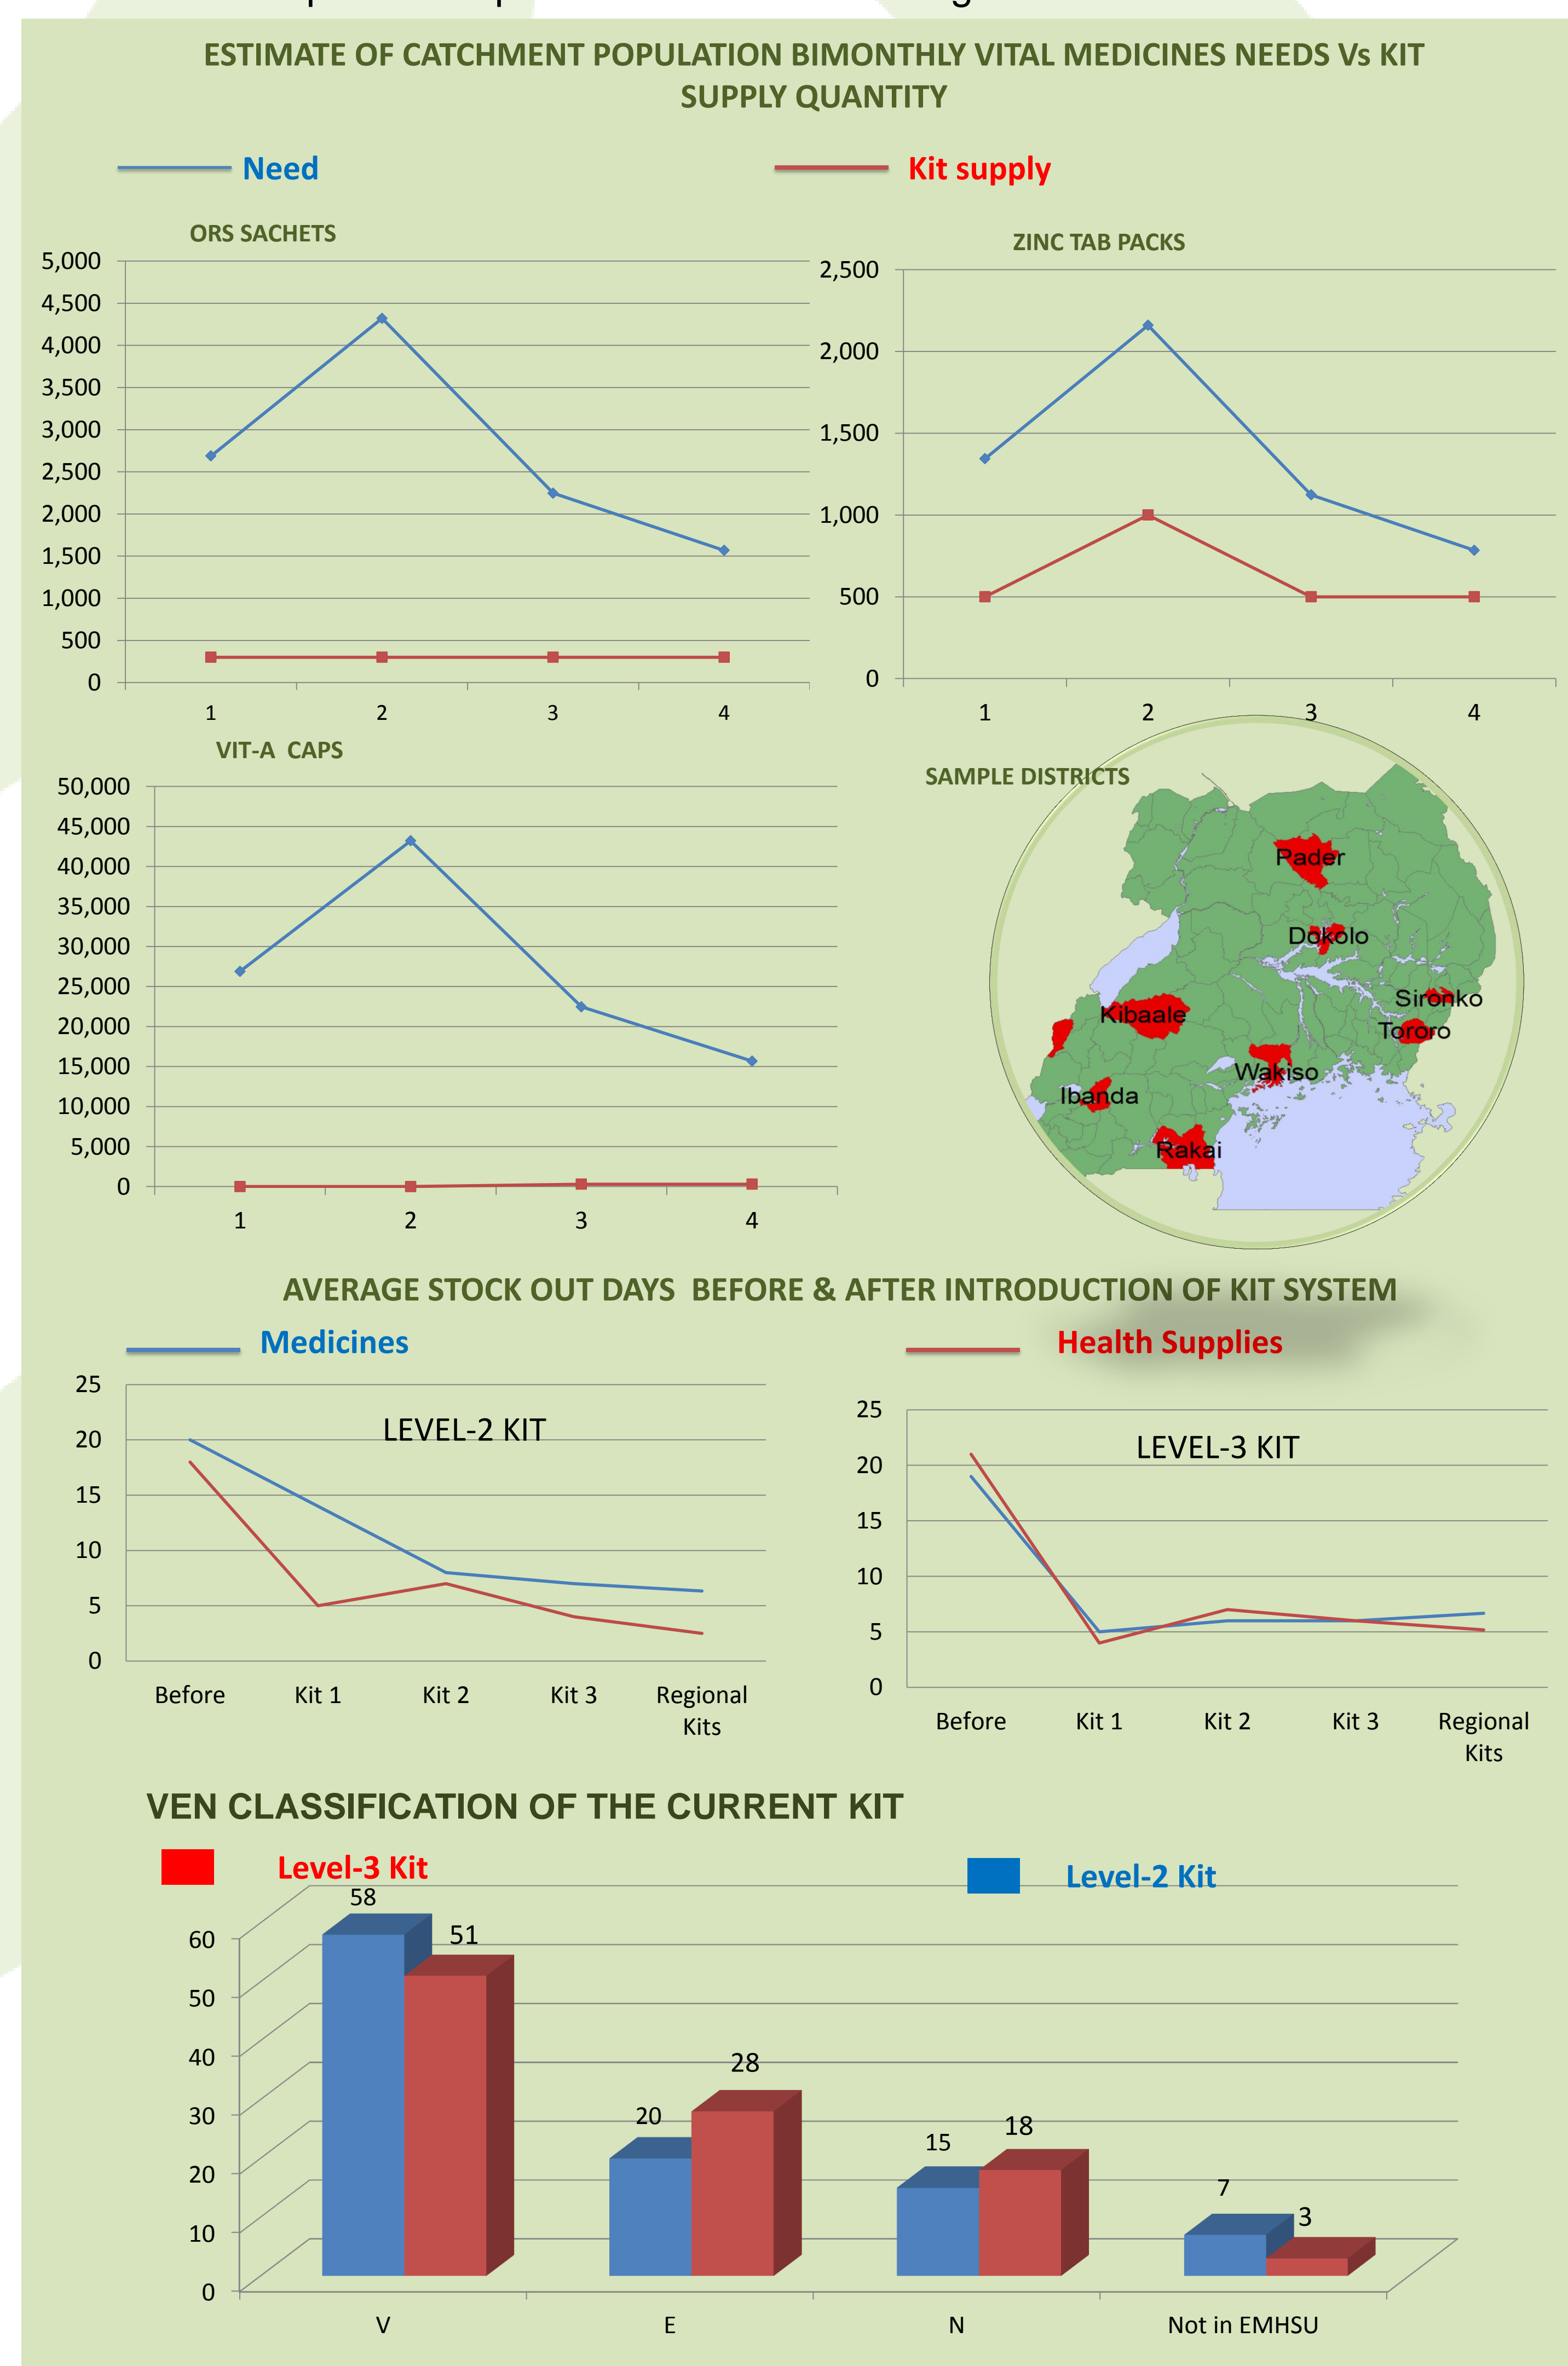 ESTIMATE OF CATCHMENT POPULATION BIMONTHLY VITAL MEDICINES NEEDS Vs KIT
SUPPLY QUANTITY
Need
Kit supply
ORS SACHETS
5,000
4,500
4,000
3,500
3,000
2,500
2,000
1,500
1,000
500
0
1 2 3 4
ZINC TAB PACKS
2,500
2,000
1,500
1,000
500
0
1 2 3 4
VIT-A CAPS
50,000
45,000
40,000
35,000
30,000
25,000
20,000
15,000
10,000
5,000
0
1 2 3 4
SAMPLE DISTRICTS
Pader
Dokolo
Sironko
Kibaale
Tororo
Wakiso
Ibanda
Rakai
AVERAGE STOCK OUT DAYS BEFORE & AFTER INTRODUCTION OF KIT SYSTEM
Medicines
Health Supplies
LEVEL-2 KIT
25
20
15
10
5
0
Before Kit 1 Kit 2 Kit 3 Regional
Kits
LEVEL-3 KIT
25
20
15
10
5
0
Before Kit 1 Kit 2 Kit 3 Regional
Kits
VEN CLASSIFICATION OF THE CURRENT KIT
Level-3 Kit
Level-2 Kit
60
50
40
30
20
10
0
58
51
20
28
15
18
7
3
V E N Not in EMHSU